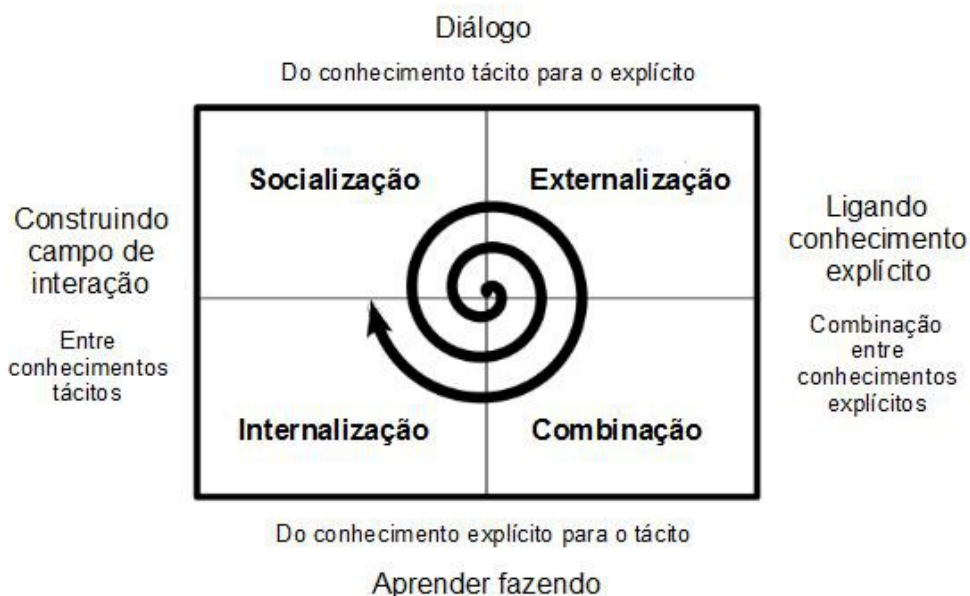 Diálogo
Do conhecimento tácito para o explícito
Socialização
Externalização
Construindo
campo de
interação
Entre
conhecimentos
tácitos
Ligando
conhecimento
explícito
Combinação
entre
conhecimentos
explícitos
Internalização
Combinação
Do conhecimento explícito para o tácito
Aprender fazendo